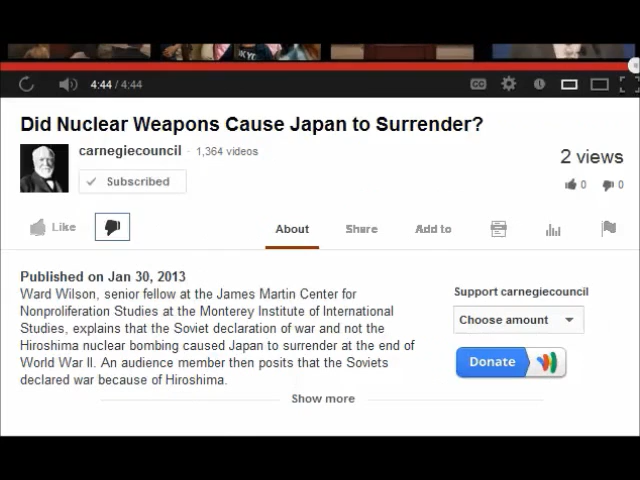 4:44 / 4:44
CC
Did Nuclear Weapons Cause Japan to Surrender?
carnegiecouncil · 1,364 videos
2 views
✓ Subscribed
0 0
Like
About Share Add to
Published on Jan 30, 2013
Ward Wilson, senior fellow at the James Martin Center for
Nonproliferation Studies at the Monterey Institute of International
Studies, explains that the Soviet declaration of war and not the
Hiroshima nuclear bombing caused Japan to surrender at the end of
World War II. An audience member then posits that the Soviets
declared war because of Hiroshima.
Support carnegiecouncil
Choose amount
Donate
Show more